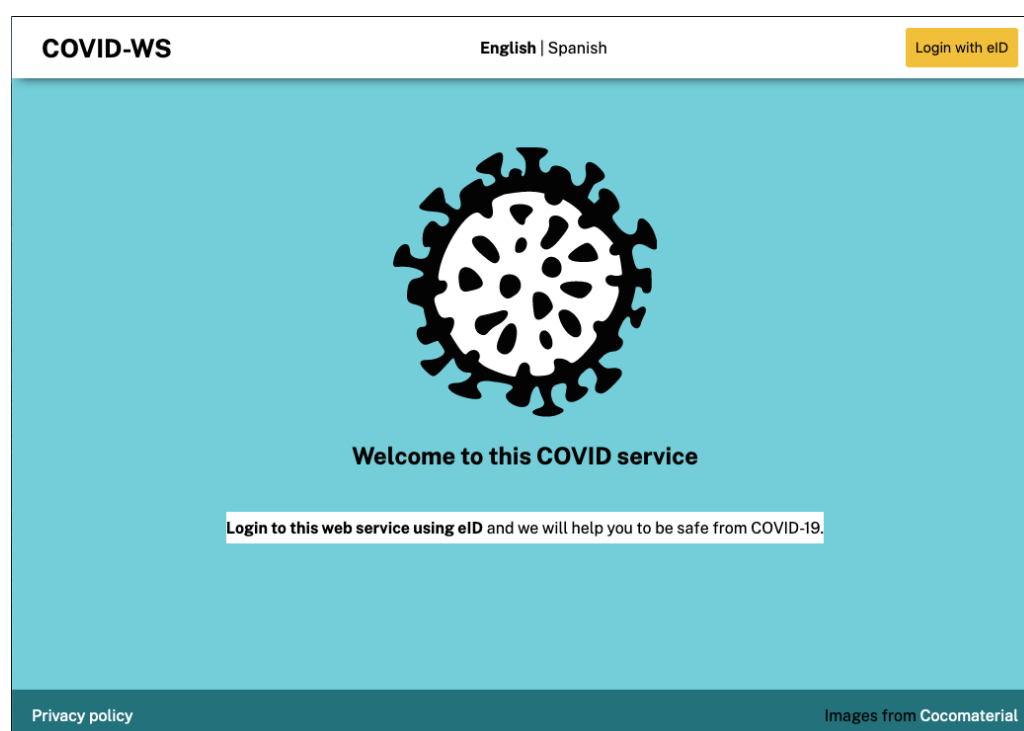 COVID-WS
English | Spanish
Login with eID
Welcome to this COVID service
Login to this web service using eID and we will help you to be safe from COVID-19.
Privacy policy
Images from Cocomaterial